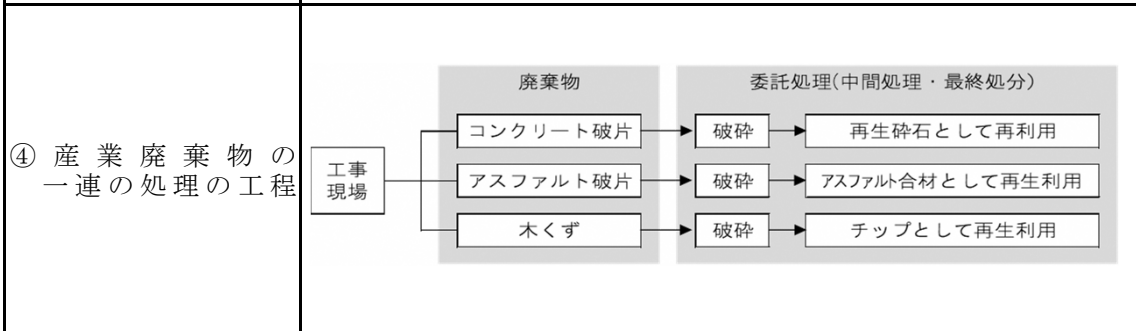 ④産業廃棄物の
一連の処理の工程
工事
現場
廃棄物
コンクリート破片
アスファルト破片
木くず
委託処理(中間処理・最終処分)
破砕
再生砕石として再利用
破砕
アスファルト合材として再生利用
破砕
チップとして再生利用